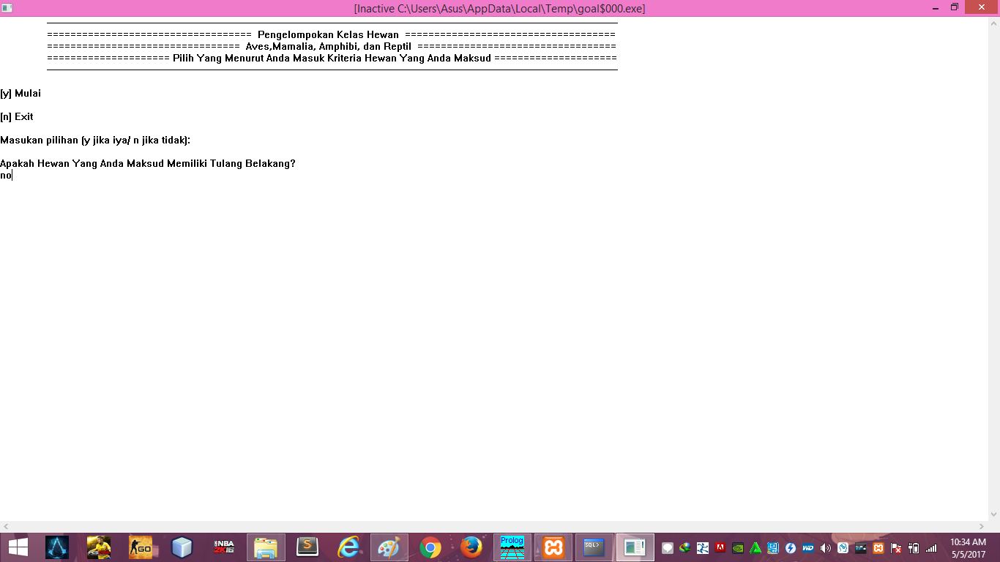 [Inactive C:\Users\Asus\AppData\Local\Temp\goal$000.exe]
=================================== Pengelompokan Kelas Hewan ====================================
================================= Aves,Mamalia, Amphibi, dan Reptil ==================================
===================== Pilih Yang Menurut Anda Masuk Kriteria Hewan Yang Anda Maksud =====================
[y] Mulai
[n] Exit
Masukan pilihan (y jika iya/ n jika tidak):
Apakah Hewan Yang Anda Maksud Memiliki Tulang Belakang?
no
Prolog
GO
NBA
2K16
S
SQL>
WD
10:34 AM
5/5/2017